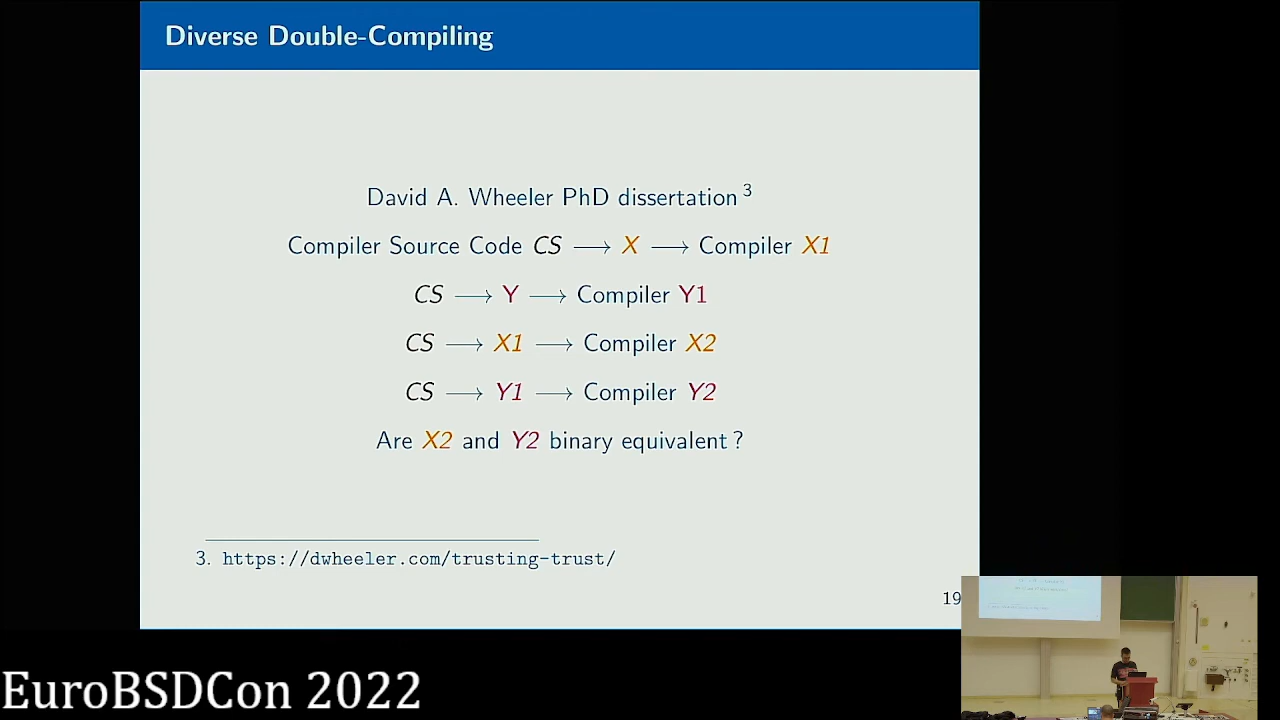 Diverse Double-Compiling
David A. Wheeler PhD dissertation 3
Compiler Source Code CS ⟶ X ⟶ Compiler X1
CS ⟶ Y ⟶ Compiler Y1
CS ⟶ X1 ⟶ Compiler X2
CS ⟶ Y1 ⟶ Compiler Y2
Are X2 and Y2 binary equivalent ?
3. https://dwheeler.com/trusting-trust/
19
EuroBSDCon 2022